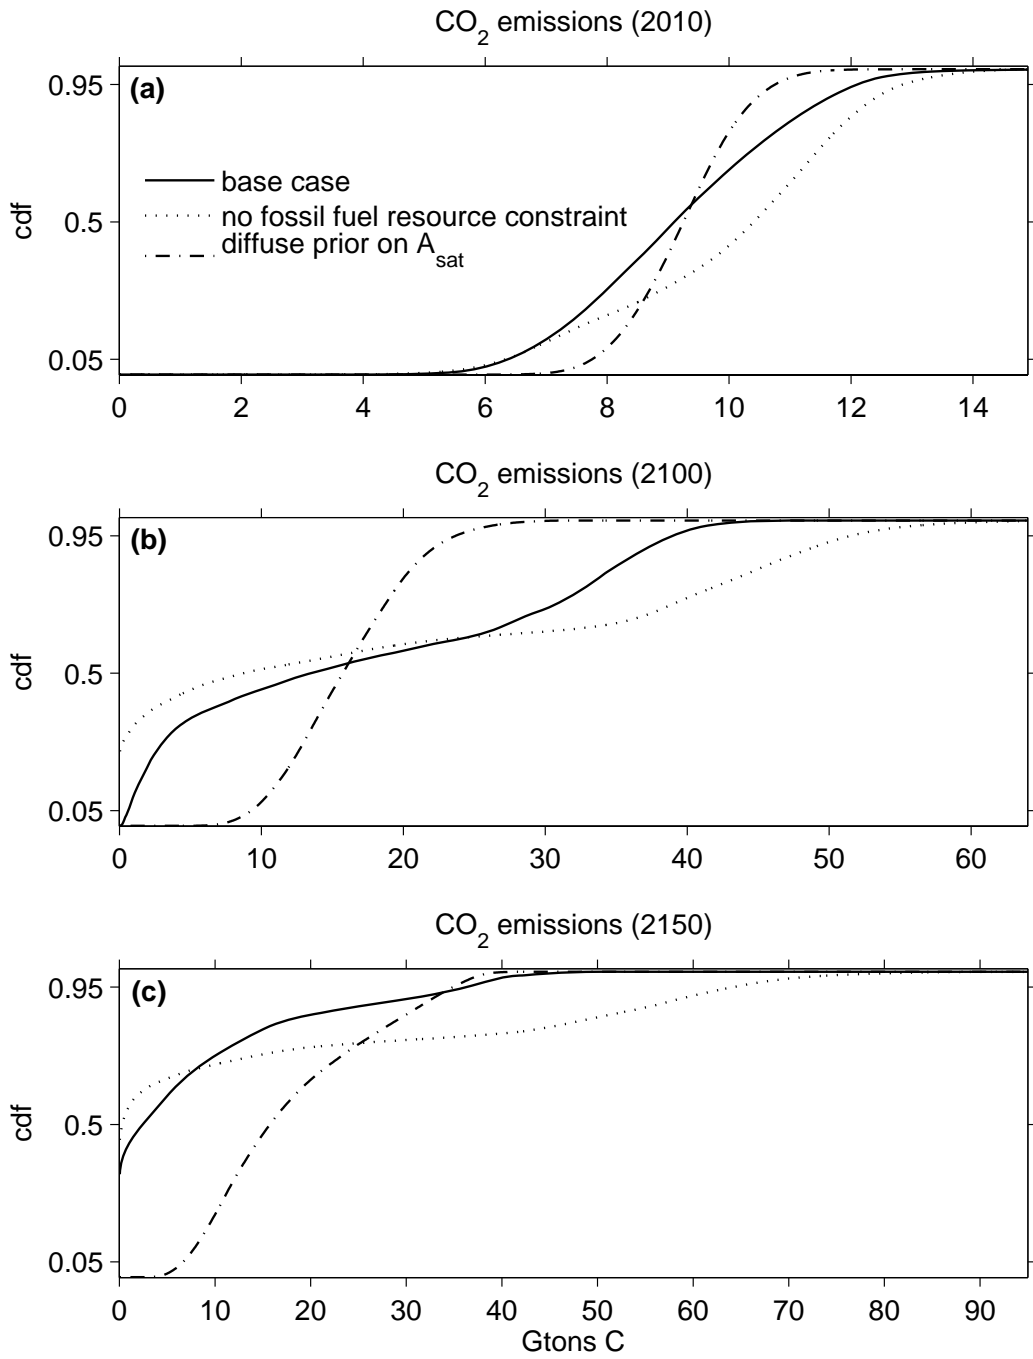 CO2 emissions (2010)
(a)
0.95
0.5
0.05
cdf
base case
no fossil fuel resource constraint
diffuse prior on Asat
0 2 4 6 8 10 12 14
CO2 emissions (2100)
(b)
0.95
0.5
0.05
cdf
0 10 20 30 40 50 60
CO2 emissions (2150)
(c)
0.95
0.5
0.05
cdf
0 10 20 30 40 50 60 70 80 90
Gtons C